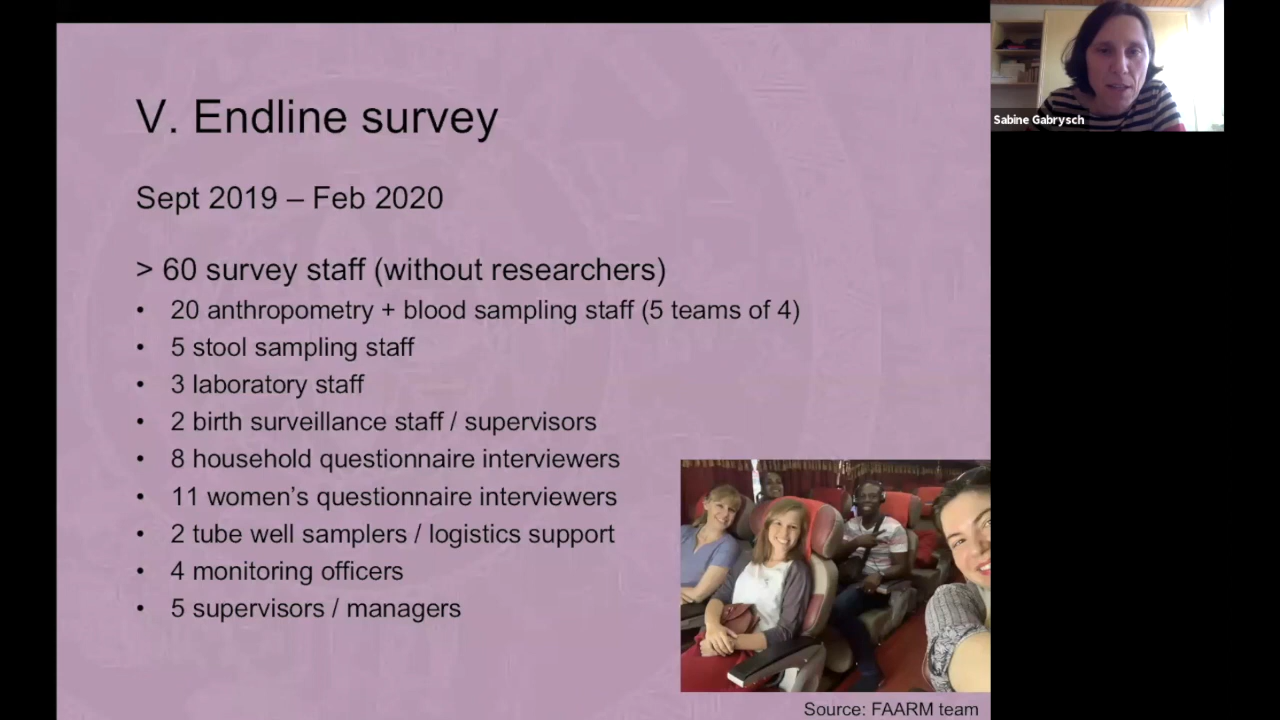 V. Endline survey
Sept 2019 – Feb 2020
> 60 survey staff (without researchers)
• 20 anthropometry + blood sampling staff (5 teams of 4)
• 5 stool sampling staff
• 3 laboratory staff
• 2 birth surveillance staff / supervisors
• 8 household questionnaire interviewers
• 11 women’s questionnaire interviewers
• 2 tube well samplers / logistics support
• 4 monitoring officers
• 5 supervisors / managers
Source: FAARM team
Sabine Gabrysch